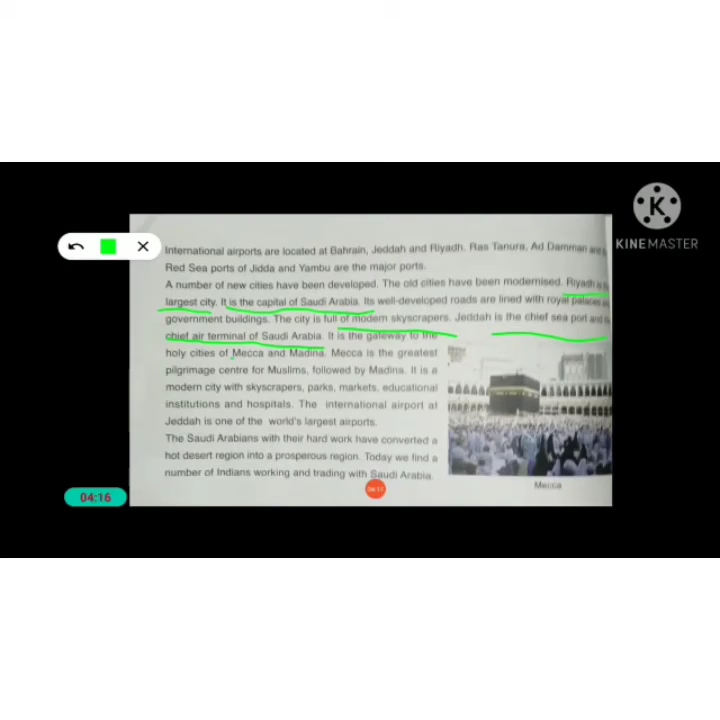 KINEMASTER
International airports are located at Bahrain, Jeddah and Riyadh. Ras Tanura, Ad Damman and
Red Sea ports of Jidda and Yambu are the major ports.
A number of new cities have been developed. The old cities have been modernised. Riyadh is the
largest city. It is the capital of Saudi Arabia. Its well-developed roads are lined with royal palaces
government buildings. The city is full of modern skyscrapers. Jeddah is the chief sea port and
chief air terminal of Saudi Arabia. It is the gateway to the
holy cities of Mecca and Madina. Mecca is the greatest
pilgrimage centre for Muslims, followed by Madina. It is a
modern city with skyscrapers, parks, markets, educational
institutions and hospitals. The international airport at
Jeddah is one of the world's largest airports.
The Saudi Arabians with their hard work have converted a
hot desert region into a prosperous region. Today we find a
number of Indians working and trading with Saudi Arabia.
Mecca
04:16